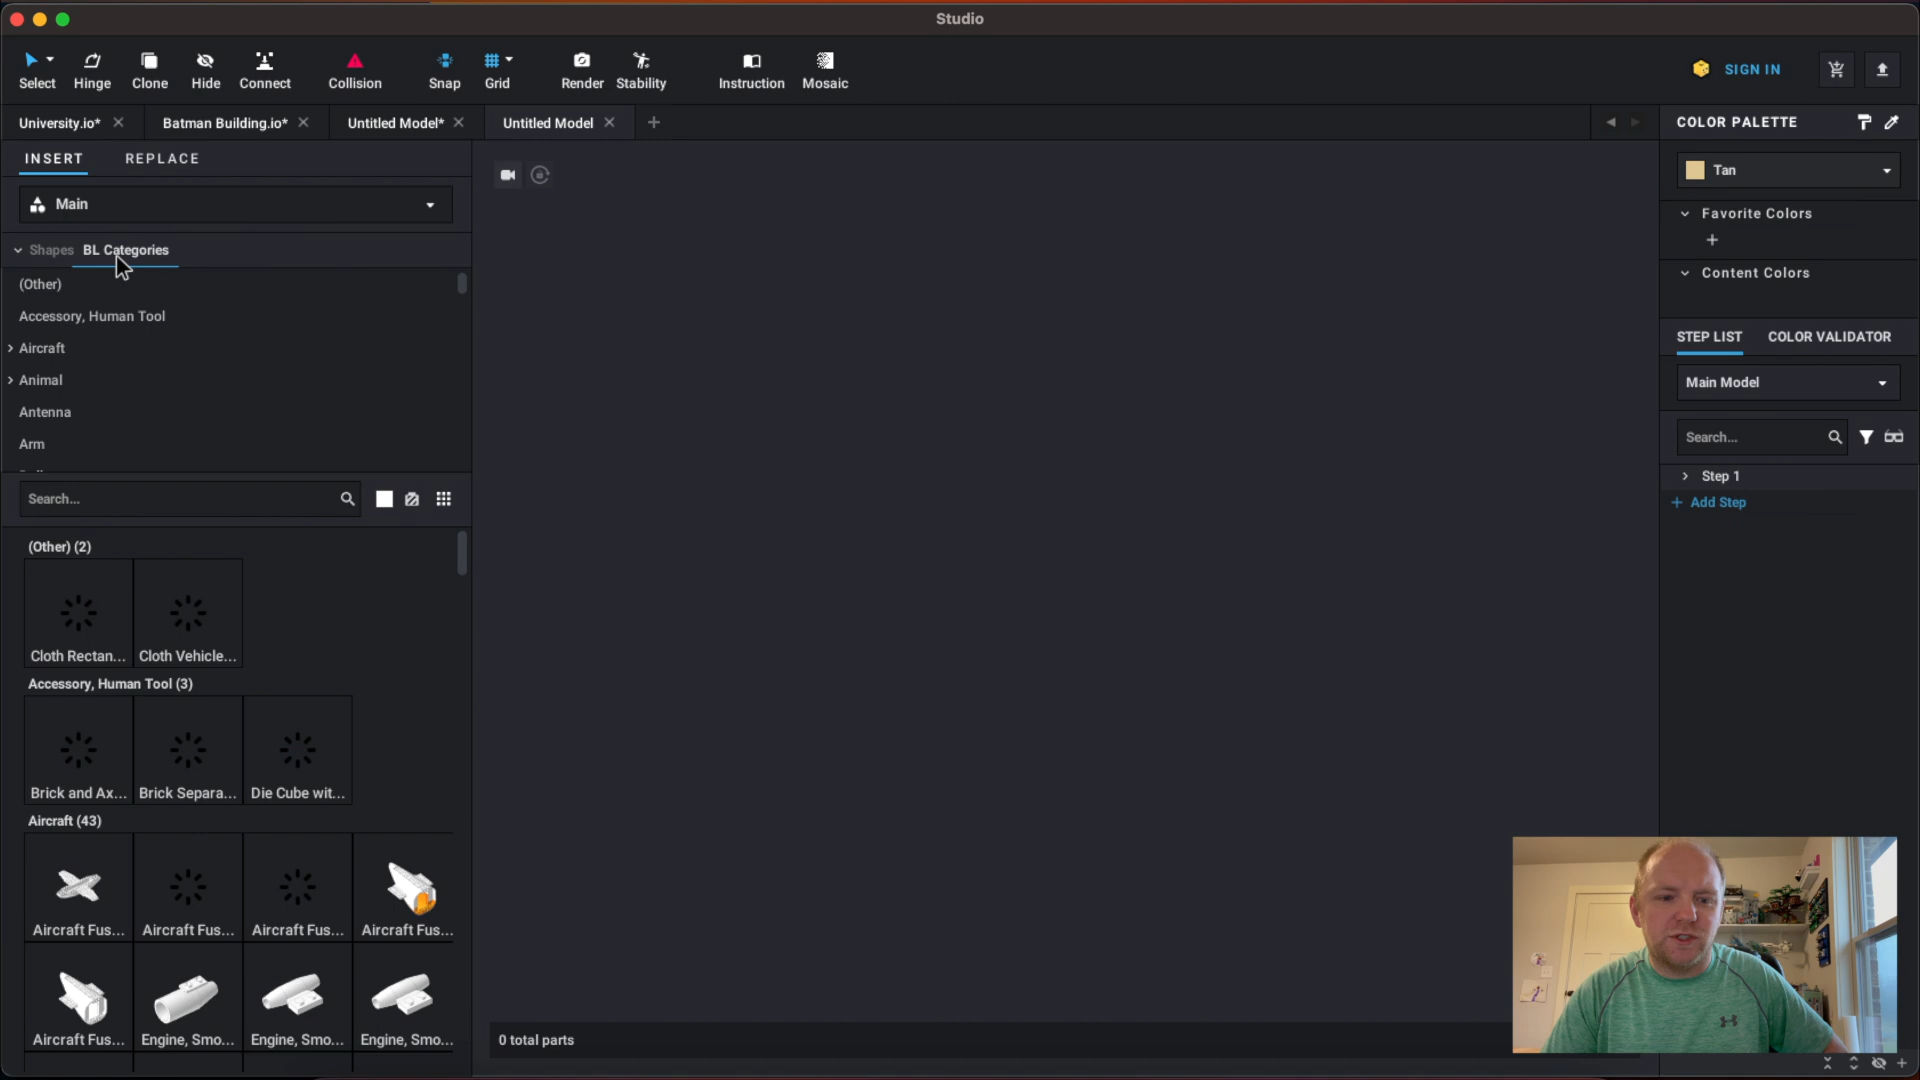 Studio
Select
Hinge
Clone
Hide
Connect
Collision
Snap
Grid
Render
Stability
Instruction
Mosaic
SIGN IN
University.io*
Batman Building.io*
Untitled Model*
Untitled Model
COLOR PALETTE
INSERT
REPLACE
Tan
Main
Favorite Colors
Shapes
BL Categories
Content Colors
(Other)
Accessory, Human Tool
STEP LIST
COLOR VALIDATOR
Aircraft
Main Model
Animal
Antenna
Search...
Arm
Step 1
Search...
Add Step
(Other) (2)
Cloth Rectan...
Cloth Vehicle...
Accessory, Human Tool (3)
Brick and Ax...
Brick Separa...
Die Cube wit...
Aircraft (43)
Aircraft Fus...
Aircraft Fus...
Aircraft Fus...
Aircraft Fus...
Aircraft Fus...
Engine, Smo...
Engine, Smo...
Engine, Smo...
0 total parts